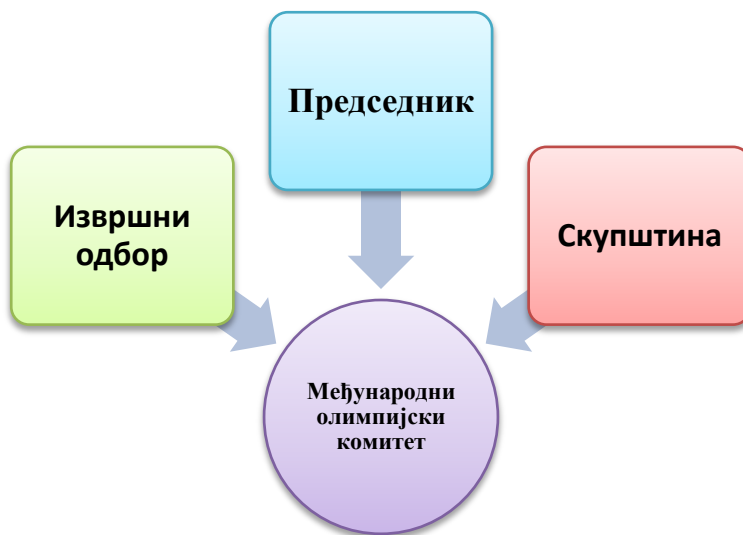 Председник
Извршни
одбор
Скупштина
Међународни
олимпијски
комитет